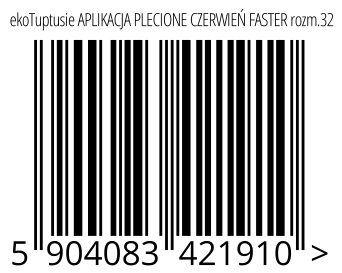 ekoTuptusie APLIKACJA PLECIONE CZERWIEŃ FASTER rozm.32
5 904083 421910 >